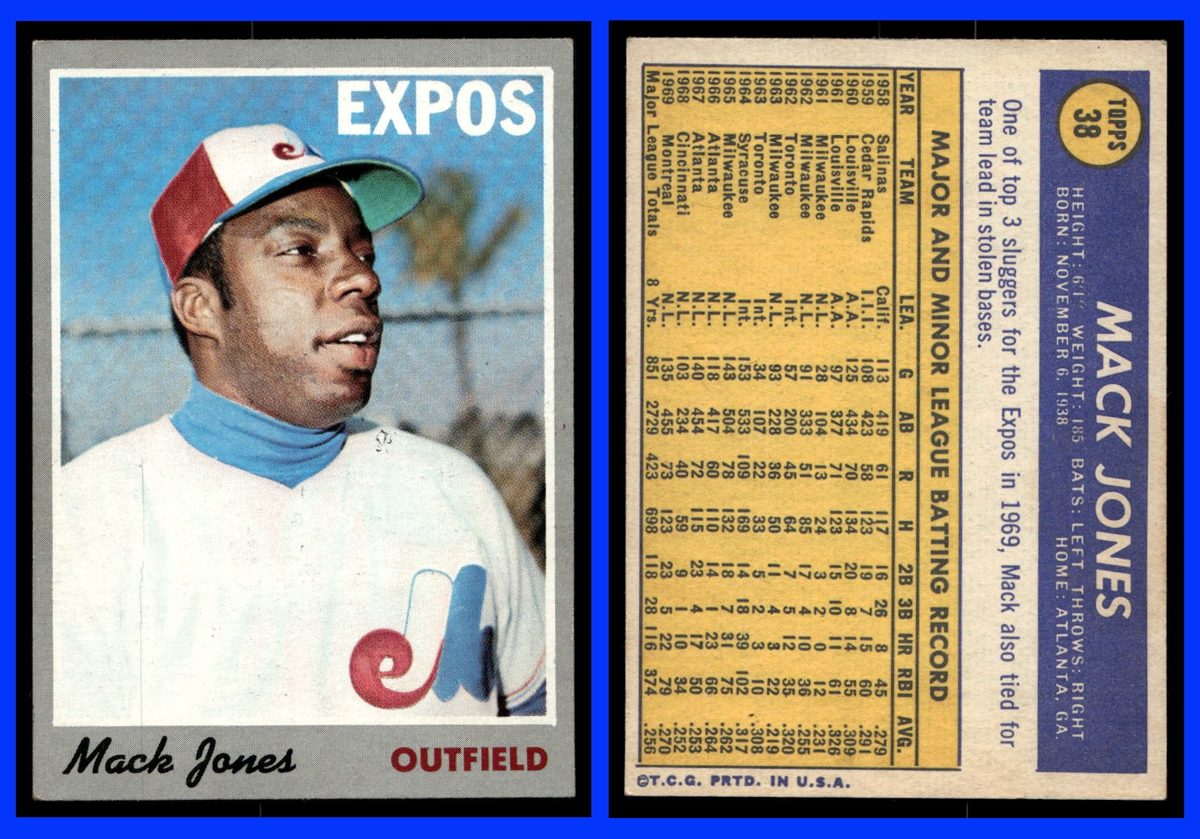 EXPOS
Mack Jones
OUTFIELD
TOPPS
38
MACK JONES
HEIGHT: 6'1" WEIGHT: 185 BATS: LEFT THROWS: RIGHT
BORN: NOVEMBER 6, 1938 HOME: ATLANTA, GA.
One of top 3 sluggers for the Expos in 1969, Mack also tied for
team lead in stolen bases.
MAJOR AND MINOR LEAGUE BATTING RECORD
YEAR TEAM LEA. G AB R H 2B 3B HR RBI AVG.
1958 Salinas Calif. 113 419 61 117 16 26 8 45 .279
1959 Cedar Rapids I.I.I. 108 423 58 123 19 7 15 60 .291
1960 Louisville A.A. 125 434 70 134 20 8 14 55 .309
1961 Louisville A.A. 97 377 71 123 15 10 11 61 .326
1961 Milwaukee N.L. 28 104 13 24 3 2 0 12 .231
1962 Milwaukee N.L. 91 333 51 85 17 4 10 36 .255
1962 Toronto Int. 57 200 45 64 7 5 12 35 .320
1963 Milwaukee N.L. 93 228 36 50 11 4 3 22 .219
1963 Toronto Int. 34 107 22 33 5 2 3 10 .308
1964 Syracuse Int. 153 533 109 169 14 18 39 102 .317
1965 Milwaukee N.L. 143 504 78 132 18 7 31 75 .262
1966 Atlanta N.L. 118 417 60 110 14 1 23 66 .264
1967 Atlanta N.L. 140 454 72 115 23 4 17 50 .253
1968 Cincinnati N.L. 103 234 40 59 9 1 10 34 .252
1969 Montreal N.L. 135 455 73 123 23 5 22 79 .270
Major League Totals 8 Yrs. 851 2729 423 698 118 28 116 374 .256
©T.C.G. PRTD. IN U.S.A.